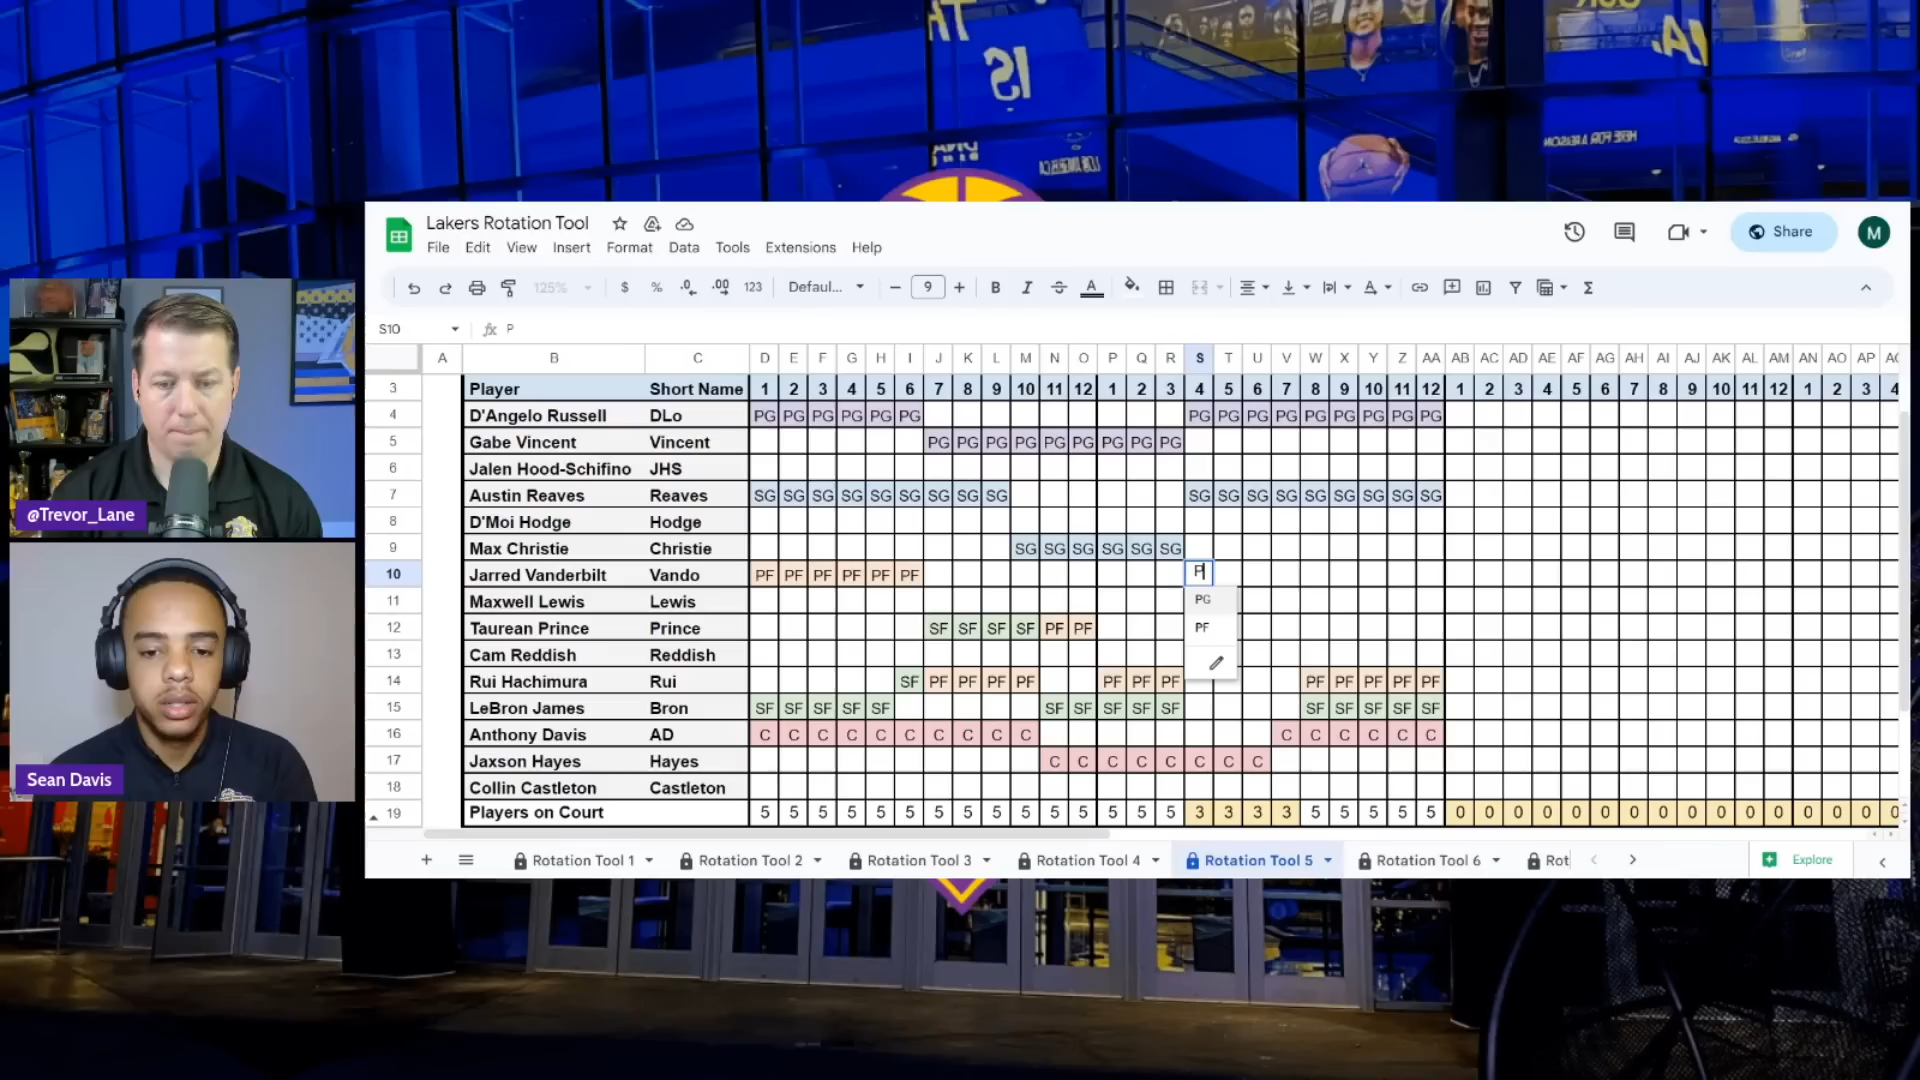 IS
HERE FOR A REASON
Lakers Rotation Tool
File Edit View Insert Format Data Tools Extensions Help
Share
M
125% $ % .0 .00 123 Defaul... 9 B I A
S10 P
A B C D E F G H I J K L M N O P Q R S T U V W X Y Z AA AB AC AD AE AF AG AH AI AJ AK AL AM AN AO AP
3 Player Short Name 1 2 3 4 5 6 7 8 9 10 11 12 1 2 3 4 5 6 7 8 9 10 11 12 1 2 3 4 5 6 7 8 9 10 11 12 1 2 3 4
4 D'Angelo Russell DLo PG PG PG PG PG PG PG PG PG PG PG PG PG PG PG
5 Gabe Vincent Vincent PG PG PG PG PG PG PG PG PG
6 Jalen Hood-Schifino JHS
7 Austin Reaves Reaves SG SG SG SG SG SG SG SG SG SG SG SG SG SG SG SG SG SG
8 D'Moi Hodge Hodge
9 Max Christie Christie SG SG SG SG SG SG
10 Jarred Vanderbilt Vando PF PF PF PF PF PF P
PG
11 Maxwell Lewis Lewis
12 Taurean Prince Prince SF SF SF SF PF PF
PF
13 Cam Reddish Reddish
14 Rui Hachimura Rui SF PF PF PF PF PF PF PF PF PF PF PF PF
15 LeBron James Bron SF SF SF SF SF SF SF SF SF SF SF SF SF SF SF
16 Anthony Davis AD C C C C C C C C C C C C C C C C
17 Jaxson Hayes Hayes C C C C C C C C
18 Collin Castleton Castleton
19 Players on Court 5 5 5 5 5 5 5 5 5 5 5 5 5 5 5 3 3 3 3 5 5 5 5 5 0 0 0 0 0 0 0 0 0 0 0 0 0 0 0 0
Rotation Tool 1 Rotation Tool 2 Rotation Tool 3 Rotation Tool 4 Rotation Tool 5 Rotation Tool 6 Rot
Explore
@Trevor_Lane
Sean Davis